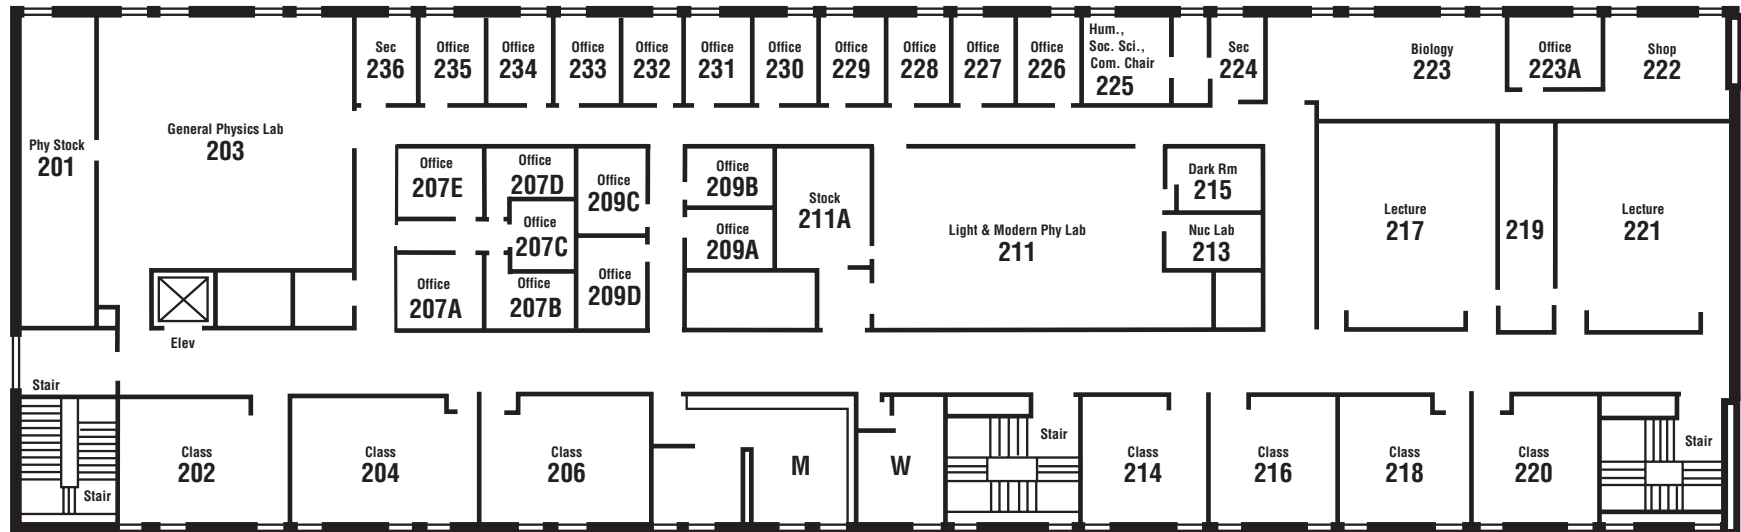 Phy Stock
201
General Physics Lab
203
Sec
236
Office
235
Office
234
Office
233
Office
232
Office
231
Office
230
Office
229
Office
228
Office
227
Office
226
Hum.,
Soc. Sci.,
Com. Chair
225
Sec
224
Biology
223
Office
223A
Shop
222
Office
207E
Office
207D
Office
207C
Office
207A
Office
207B
Office
209C
Office
209D
Office
209B
Office
209A
Stock
211A
Light & Modern Phy Lab
211
Dark Rm
215
Nuc Lab
213
Lecture
217
219
Lecture
221
Elev
Stair
Stair
Class
202
Class
204
Class
206
M
W
Stair
Class
214
Class
216
Class
218
Class
220
Stair